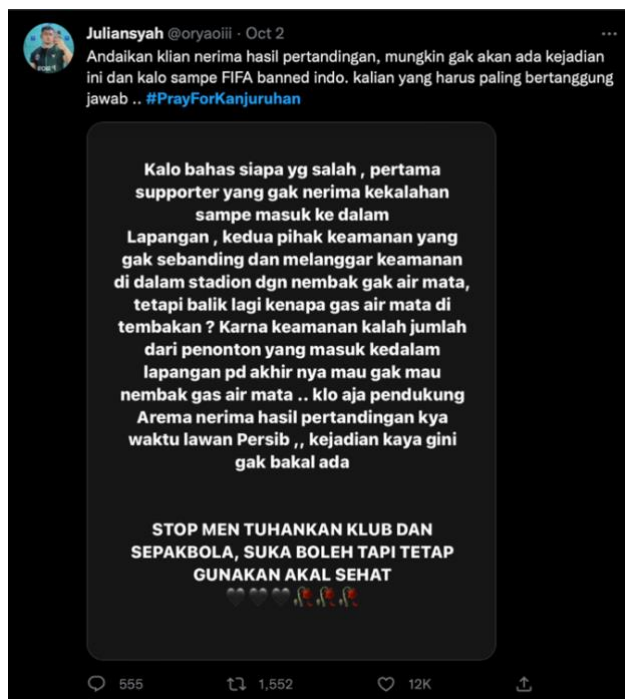 Juliansyah @oryaoiii · Oct 2
Andaikan klian nerima hasil pertandingan, mungkin gak akan ada kejadian
ini dan kalo sampe FIFA banned indo. kalian yang harus paling bertanggung
jawab .. #PrayForKanjuruhan
Kalo bahas siapa yg salah , pertama
supporter yang gak nerima kekalahan
sampe masuk ke dalam
Lapangan , kedua pihak keamanan yang
gak sebanding dan melanggar keamanan
di dalam stadion dgn nembak gak air mata,
tetapi balik lagi kenapa gas air mata di
tembakan ? Karna keamanan kalah jumlah
dari penonton yang masuk kedalam
lapangan pd akhir nya mau gak mau
nembak gas air mata .. klo aja pendukung
Arema nerima hasil pertandingan kya
waktu lawan Persib ,, kejadian kaya gini
gak bakal ada
STOP MEN TUHANKAN KLUB DAN
SEPAKBOLA, SUKA BOLEH TAPI TETAP
GUNAKAN AKAL SEHAT
🖤🖤🖤🥀🥀🥀
555 1,552 12K